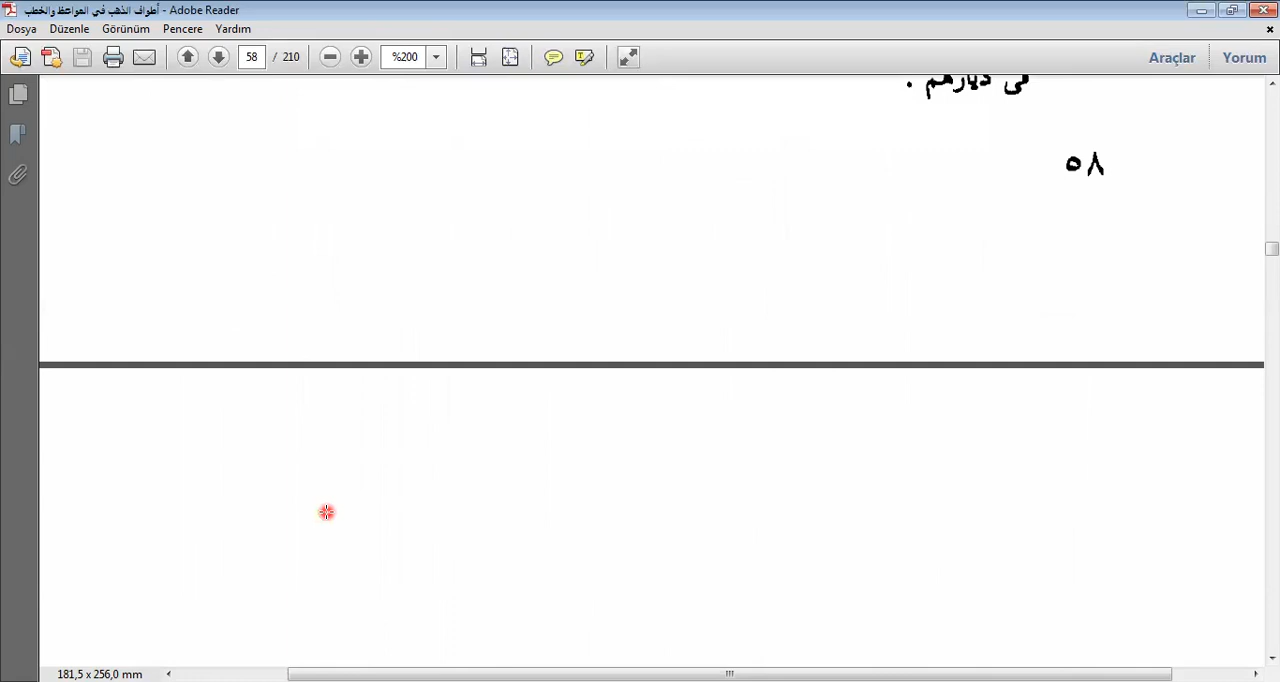 أطواف الذهب في المواعظ والخطب - Adobe Reader
Dosya Düzenle Görünüm Pencere Yardım
58 / 210 %200 Araçlar Yorum
في ديارهم .
٥٨
181,5 x 256,0 mm